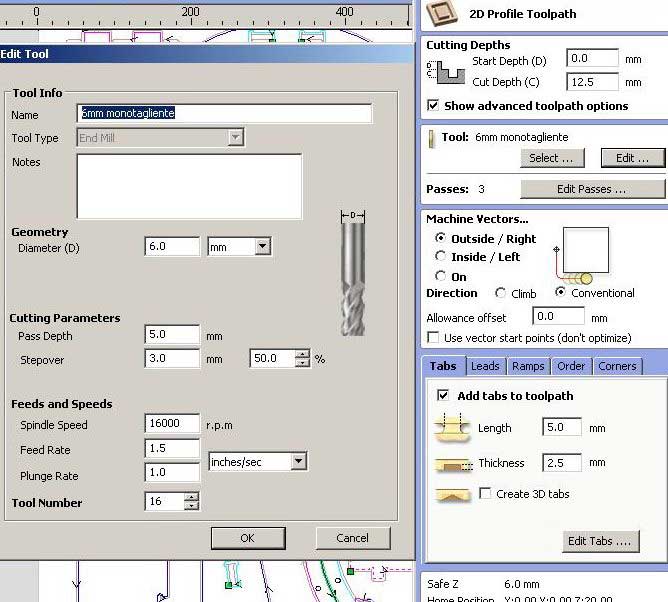 0 200 400
Edit Tool
Tool Info
Name 6mm monotagliente
Tool Type End Mill
Notes
D
Geometry
Diameter (D) 6.0 mm
Cutting Parameters
Pass Depth 5.0 mm
Stepover 3.0 mm 50.0 %
Feeds and Speeds
Spindle Speed 16000 r.p.m
Feed Rate 1.5
inches/sec
Plunge Rate 1.0
Tool Number 16
OK Cancel
2D Profile Toolpath
Cutting Depths
Start Depth (D) 0.0 mm
Cut Depth (C) 12.5 mm
Show advanced toolpath options
Tool: 6mm monotagliente
Select ... Edit ...
Passes: 3 Edit Passes ...
Machine Vectors...
Outside / Right
Inside / Left
On
Direction Climb Conventional
Allowance offset 0.0 mm
Use vector start points (don't optimize)
Tabs Leads Ramps Order Corners
Add tabs to toolpath
Length 5.0 mm
Thickness 2.5 mm
Create 3D tabs
Edit Tabs ....
Safe Z 6.0 mm
Home Position X:0.00 Y:0.00 Z:20.00